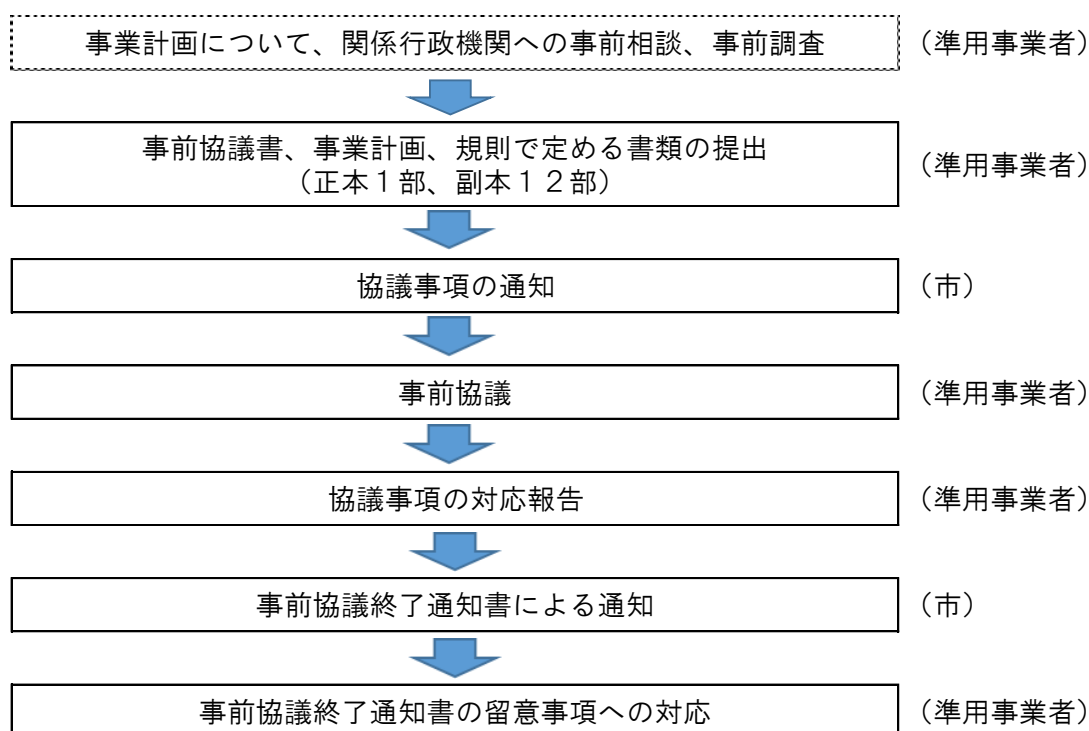 事業計画について、関係行政機関への事前相談、事前調査 （準用事業者）
事前協議書、事業計画、規則で定める書類の提出
（正本１部、副本１２部） （準用事業者）
協議事項の通知 （市）
事前協議 （準用事業者）
協議事項の対応報告 （準用事業者）
事前協議終了通知書による通知 （市）
事前協議終了通知書の留意事項への対応 （準用事業者）